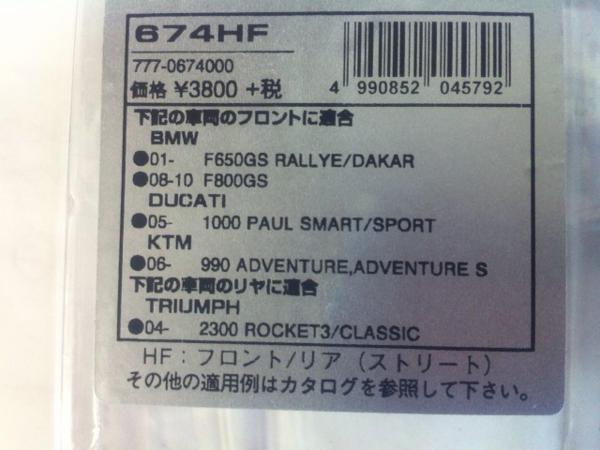 674HF
777-0674000
価格 ¥3800 +税
4 990852 045792
下記の車両のフロントに適合
BMW
●01- F650GS RALLYE/DAKAR
●08-10 F800GS
DUCATI
●05- 1000 PAUL SMART/SPORT
KTM
●06- 990 ADVENTURE,ADVENTURE S
下記の車両のリヤに適合
TRIUMPH
●04- 2300 ROCKET3/CLASSIC
HF：フロント/リア（ストリート）
その他の適用例はカタログを参照して下さい。